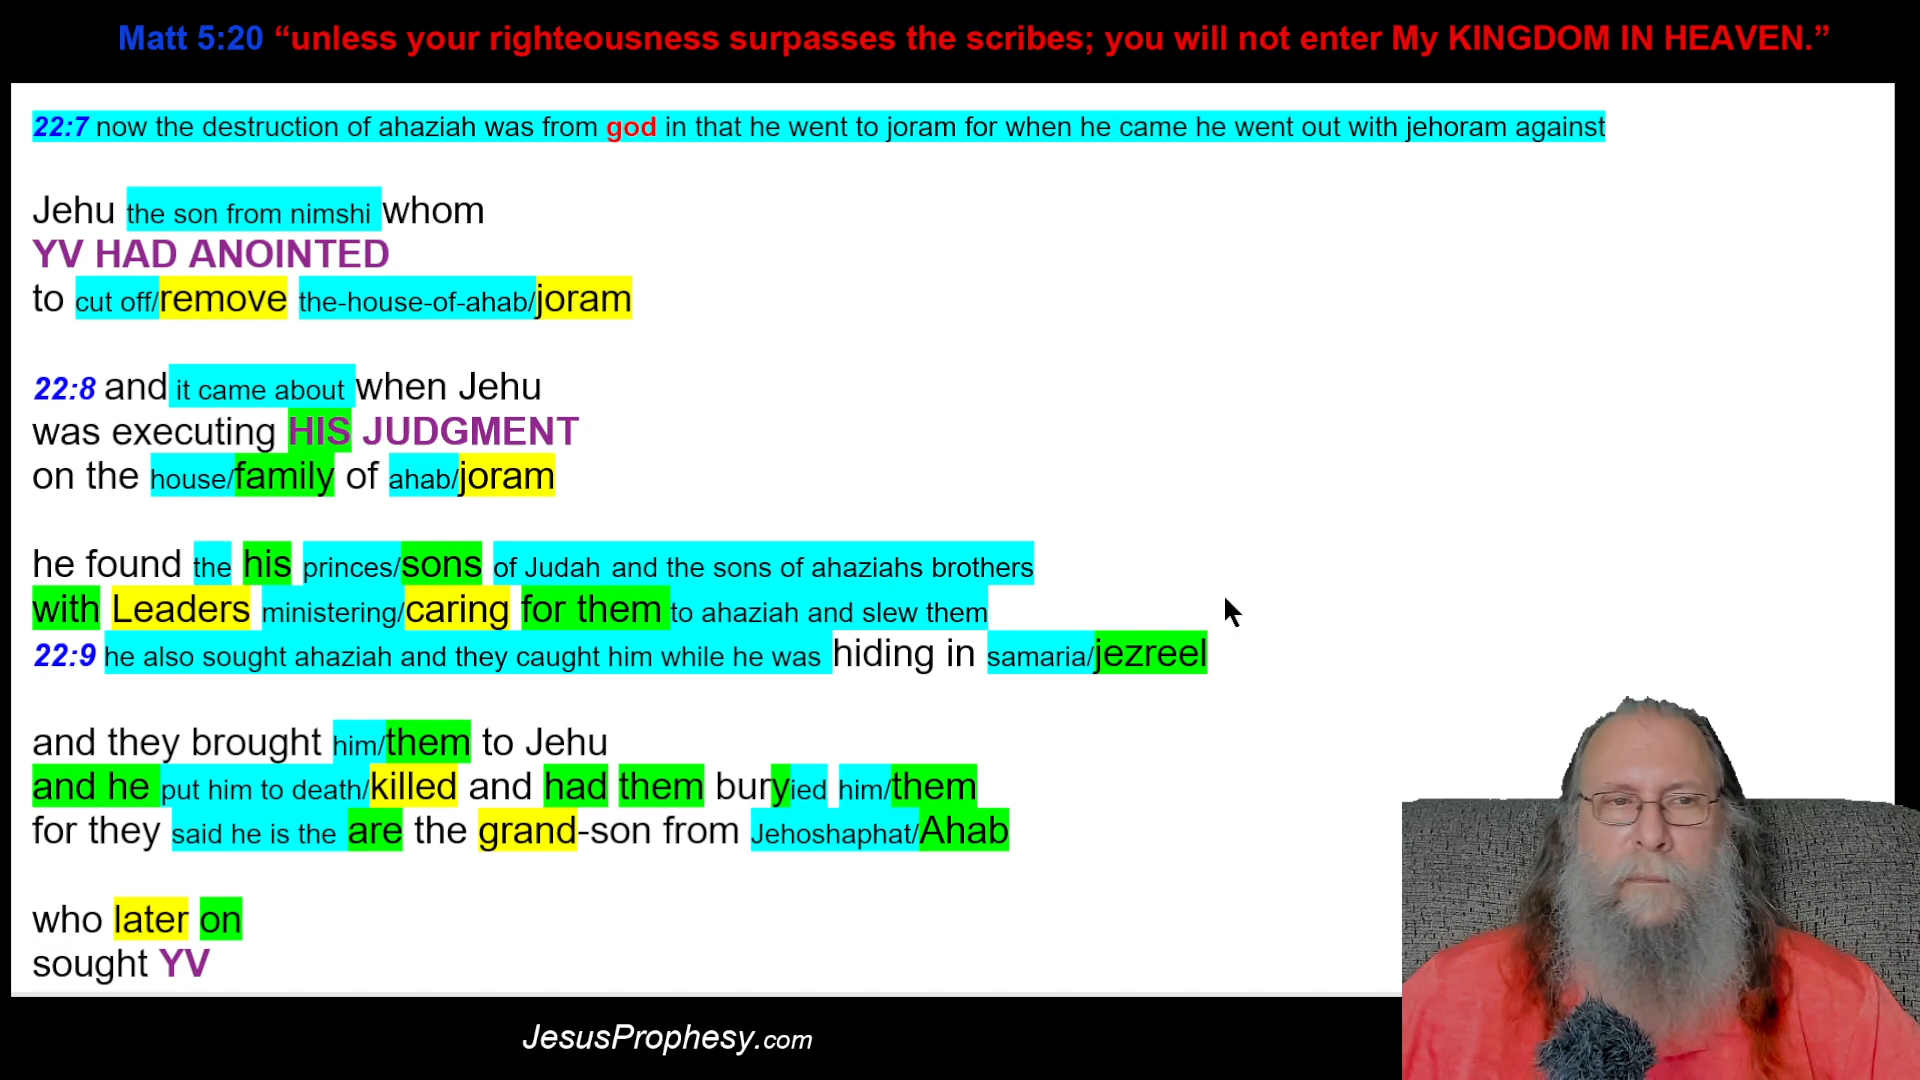 Matt 5:20 “unless your righteousness surpasses the scribes; you will not enter My KINGDOM IN HEAVEN.”
22:7 now the destruction of ahaziah was from god in that he went to joram for when he came he went out with jehoram against
Jehu the son from nimshi whom
YV HAD ANOINTED
to cut off/remove the-house-of-ahab/joram
22:8 and it came about when Jehu
was executing HIS JUDGMENT
on the house/family of ahab/joram
he found the his princes/sons of Judah and the sons of ahaziahs brothers
with Leaders ministering/caring for them to ahaziah and slew them
22:9 he also sought ahaziah and they caught him while he was hiding in samaria/jezreel
and they brought him/them to Jehu
and he put him to death/killed and had them buryied him/them
for they said he is the are the grand-son from Jehoshaphat/Ahab
who later on
sought YV
JesusProphesy.com